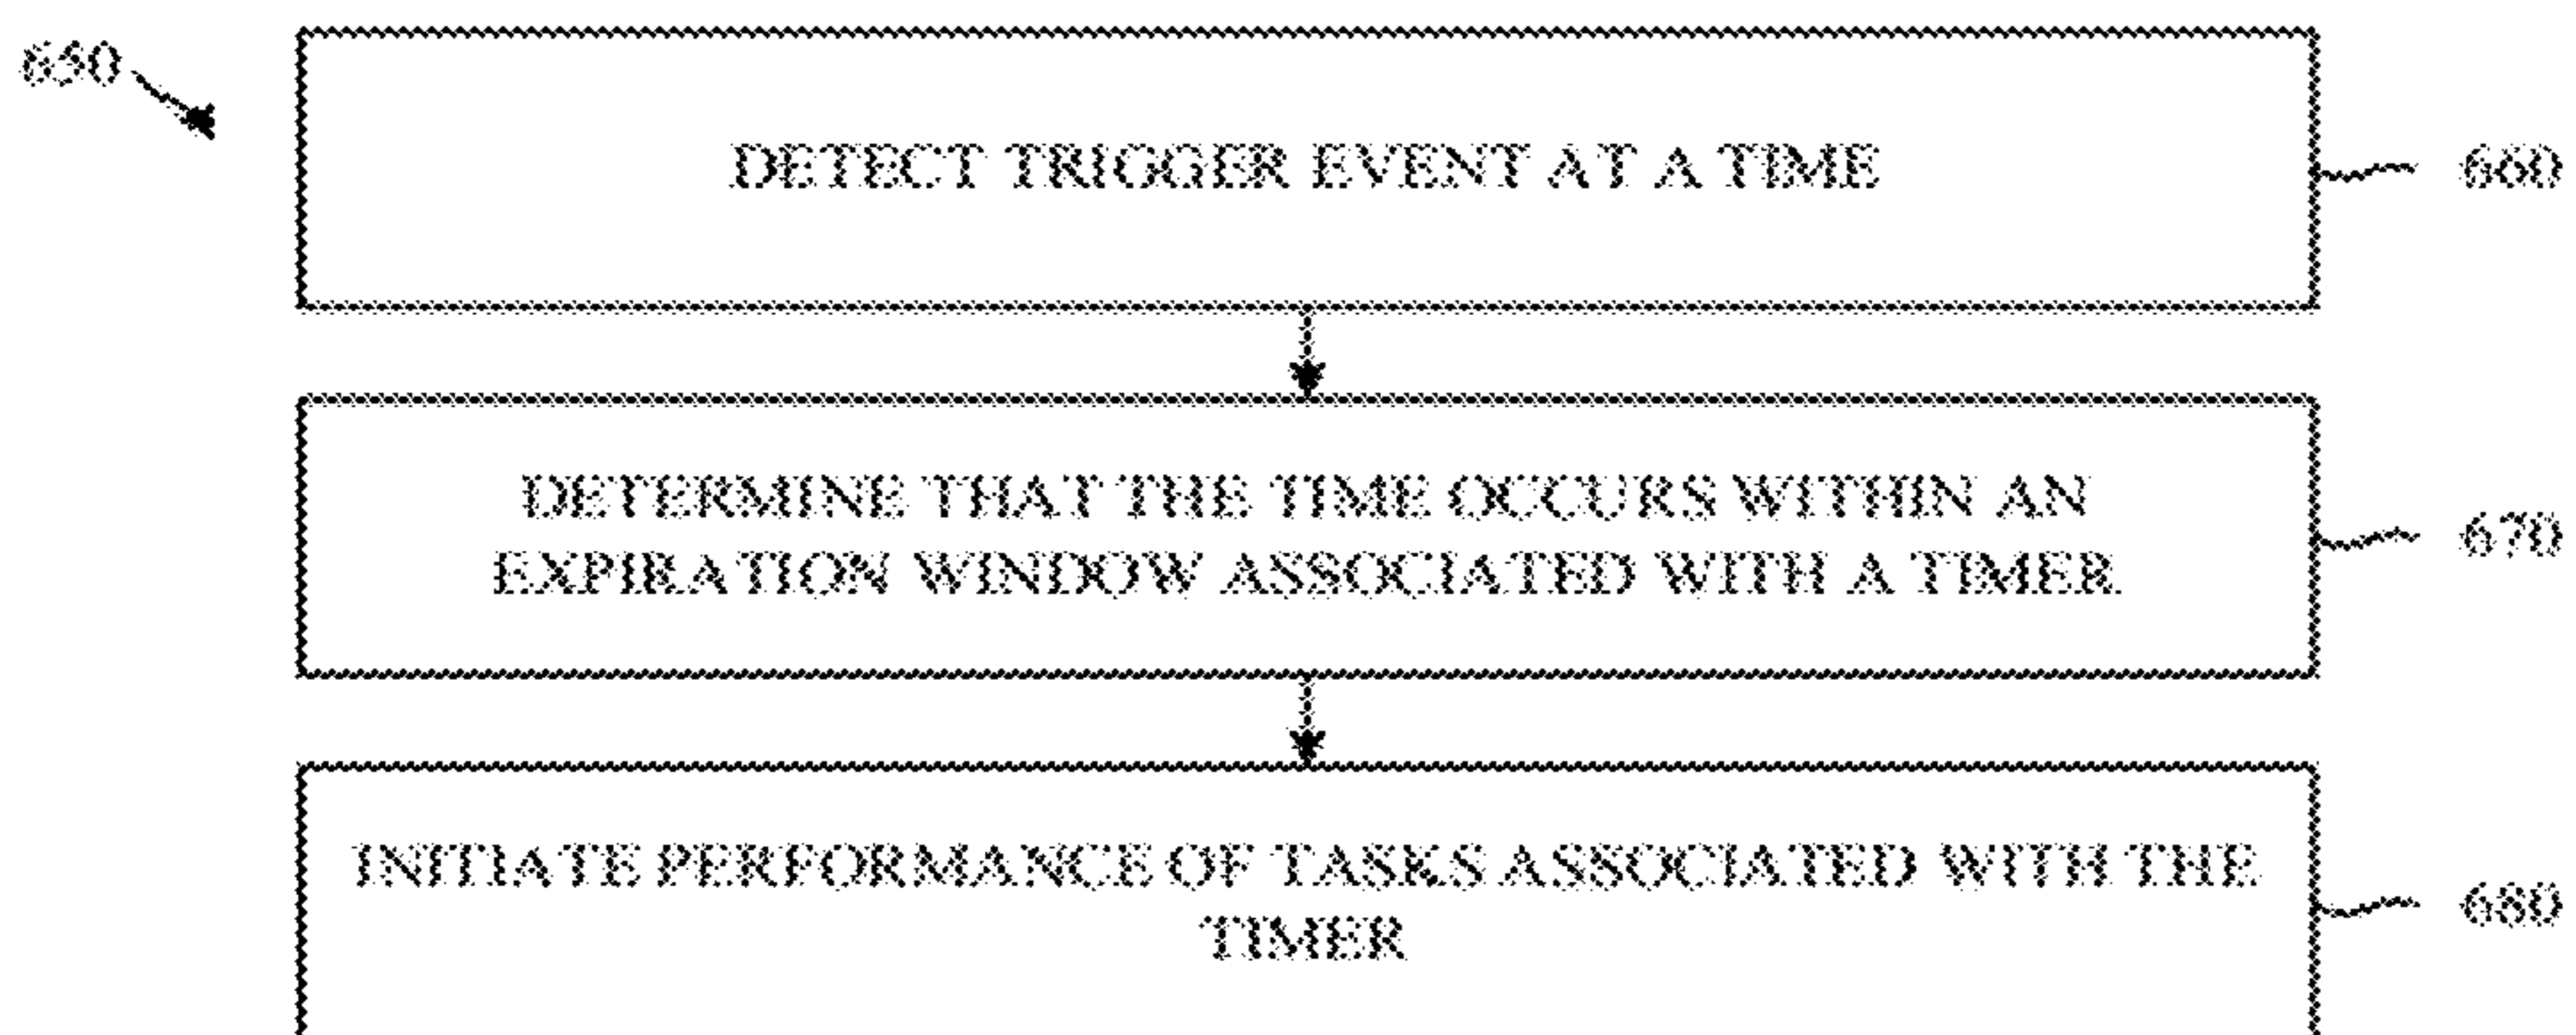 650
DETECT TRIGGER EVENT AT A TIME
660
DETERMINE THAT THE TIME OCCURS WITHIN AN
EXPIRATION WINDOW ASSOCIATED WITH A TIMER
670
INITIATE PERFORMANCE OF TASKS ASSOCIATED WITH THE
TIMER
680